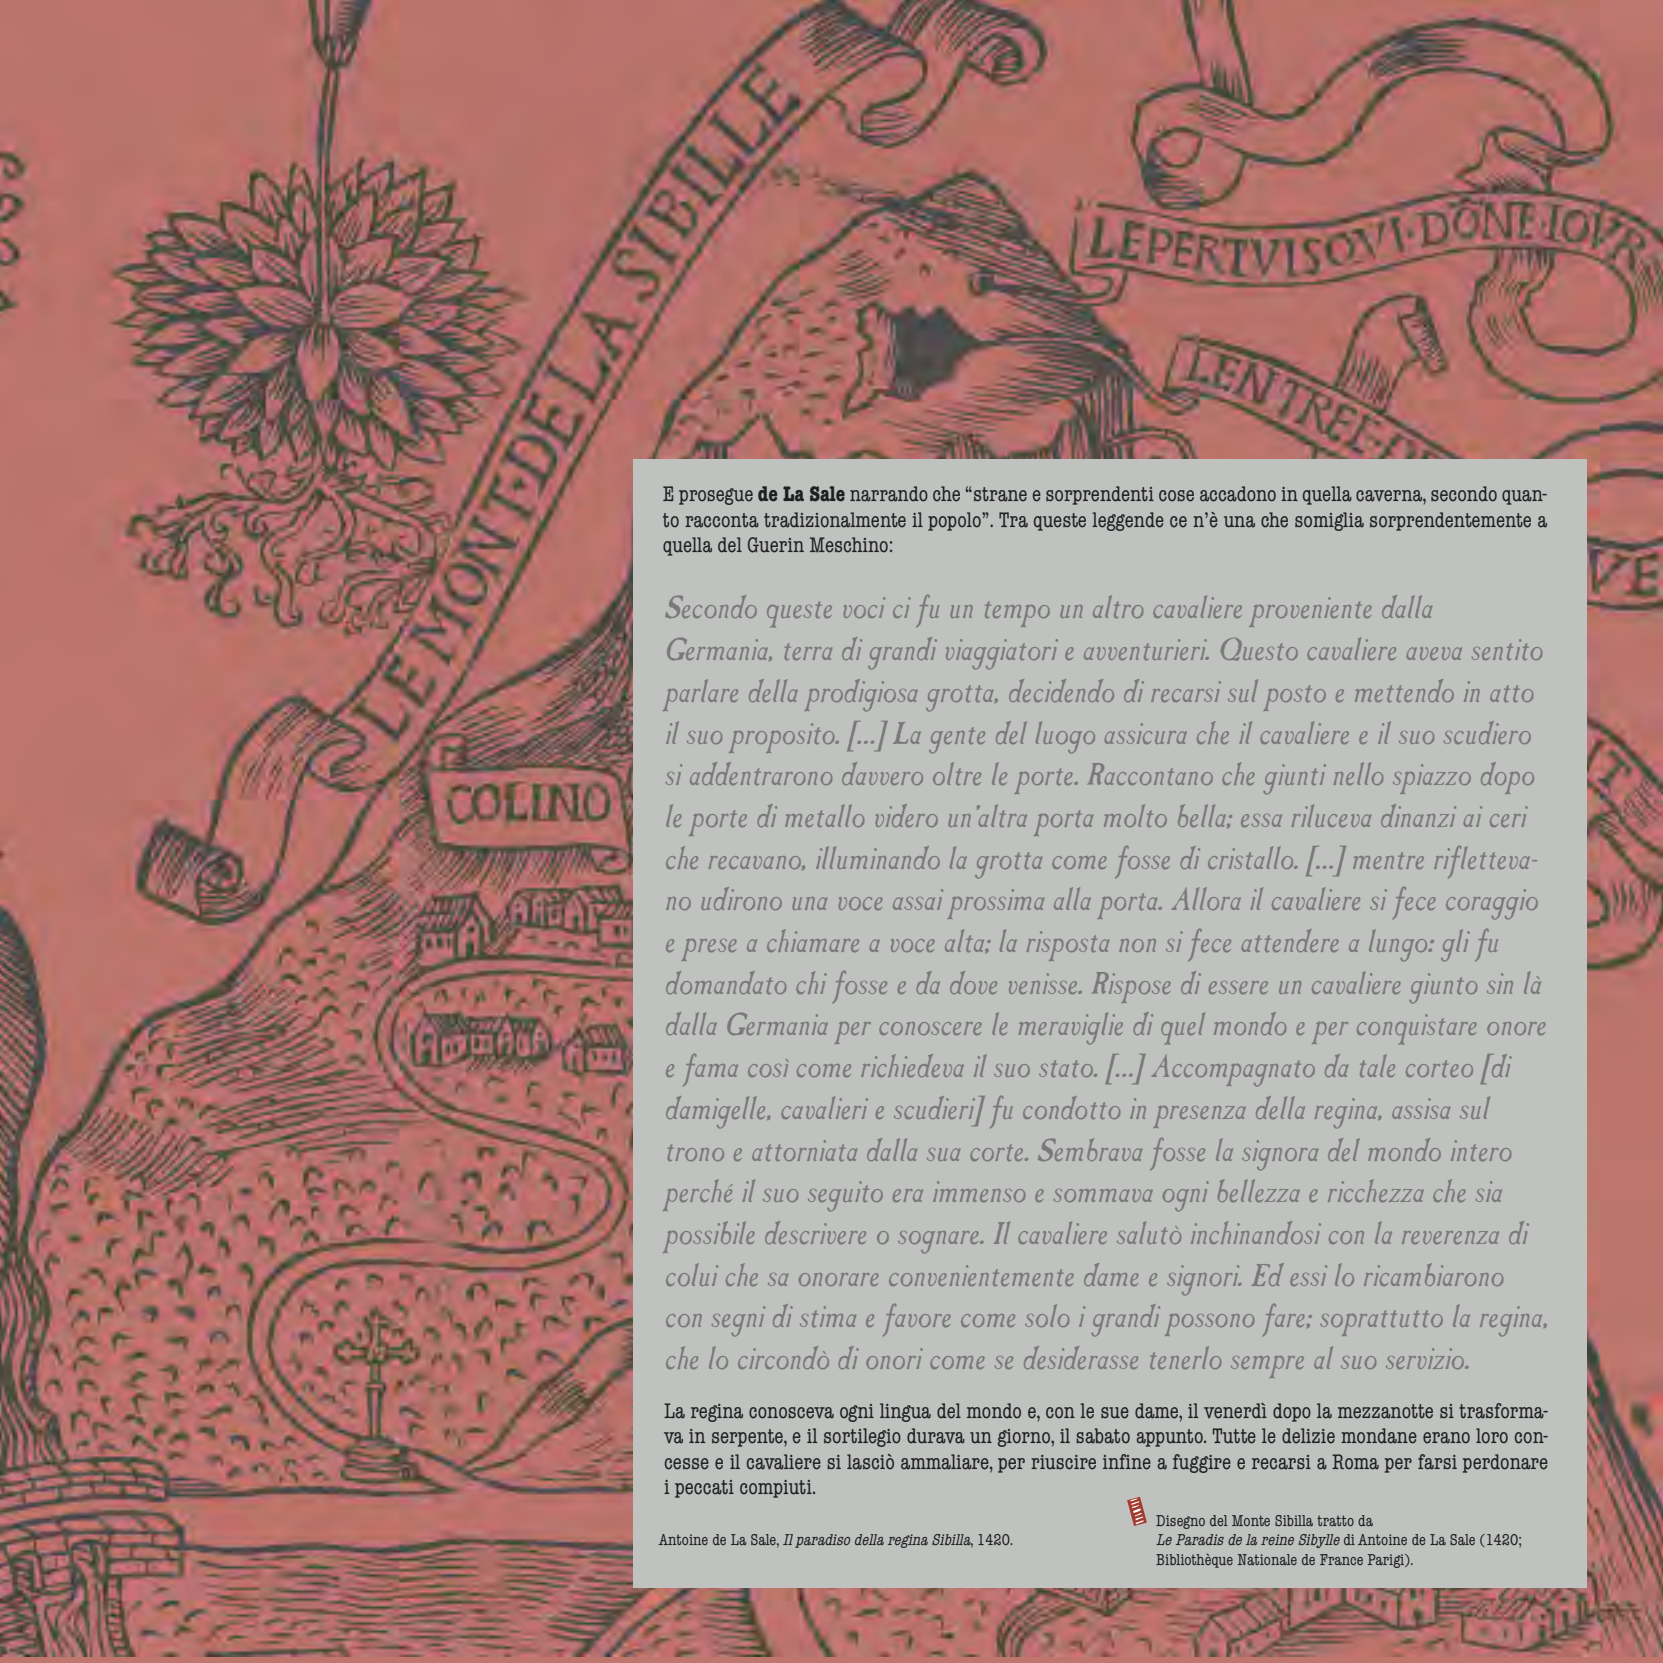 LE MONT·DE LA SIBILLE
LEPERTVISQVI·DŌNE·IOVR
LENTREE·D
VE
COLINO
E prosegue de La Sale narrando che “strane e sorprendenti cose accadono in quella caverna, secondo quan-
to racconta tradizionalmente il popolo”. Tra queste leggende ce n’è una che somiglia sorprendentemente a
quella del Guerin Meschino:
Secondo queste voci ci fu un tempo un altro cavaliere proveniente dalla
Germania, terra di grandi viaggiatori e avventurieri. Questo cavaliere aveva sentito
parlare della prodigiosa grotta, decidendo di recarsi sul posto e mettendo in atto
il suo proposito. [...] La gente del luogo assicura che il cavaliere e il suo scudiero
si addentrarono davvero oltre le porte. Raccontano che giunti nello spiazzo dopo
le porte di metallo videro un’altra porta molto bella; essa riluceva dinanzi ai ceri
che recavano, illuminando la grotta come fosse di cristallo. [...] mentre rifletteva-
no udirono una voce assai prossima alla porta. Allora il cavaliere si fece coraggio
e prese a chiamare a voce alta; la risposta non si fece attendere a lungo: gli fu
domandato chi fosse e da dove venisse. Rispose di essere un cavaliere giunto sin là
dalla Germania per conoscere le meraviglie di quel mondo e per conquistare onore
e fama così come richiedeva il suo stato. [...] Accompagnato da tale corteo [di
damigelle, cavalieri e scudieri] fu condotto in presenza della regina, assisa sul
trono e attorniata dalla sua corte. Sembrava fosse la signora del mondo intero
perché il suo seguito era immenso e sommava ogni bellezza e ricchezza che sia
possibile descrivere o sognare. Il cavaliere salutò inchinandosi con la reverenza di
colui che sa onorare convenientemente dame e signori. Ed essi lo ricambiarono
con segni di stima e favore come solo i grandi possono fare; soprattutto la regina,
che lo circondò di onori come se desiderasse tenerlo sempre al suo servizio.
La regina conosceva ogni lingua del mondo e, con le sue dame, il venerdì dopo la mezzanotte si trasforma-
va in serpente, e il sortilegio durava un giorno, il sabato appunto. Tutte le delizie mondane erano loro con-
cesse e il cavaliere si lasciò ammaliare, per riuscire infine a fuggire e recarsi a Roma per farsi perdonare
i peccati compiuti.
Antoine de La Sale, Il paradiso della regina Sibilla, 1420.
Disegno del Monte Sibilla tratto da
Le Paradis de la reine Sibylle di Antoine de La Sale (1420;
Bibliothèque Nationale de France Parigi).